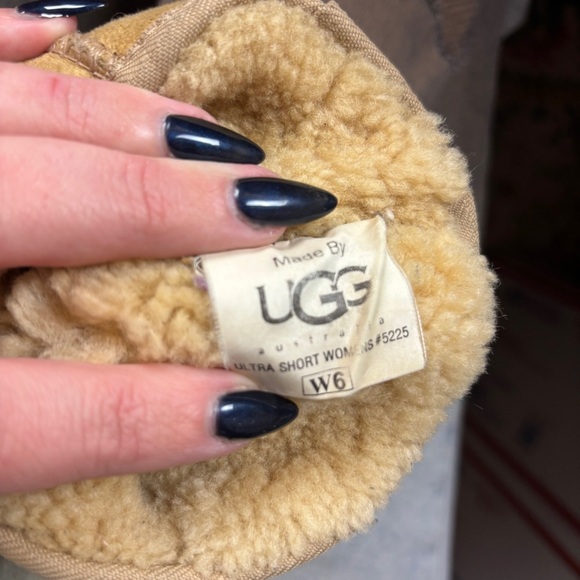 Made By
UGG
australia
ULTRA SHORT WOMENS #5225
W6